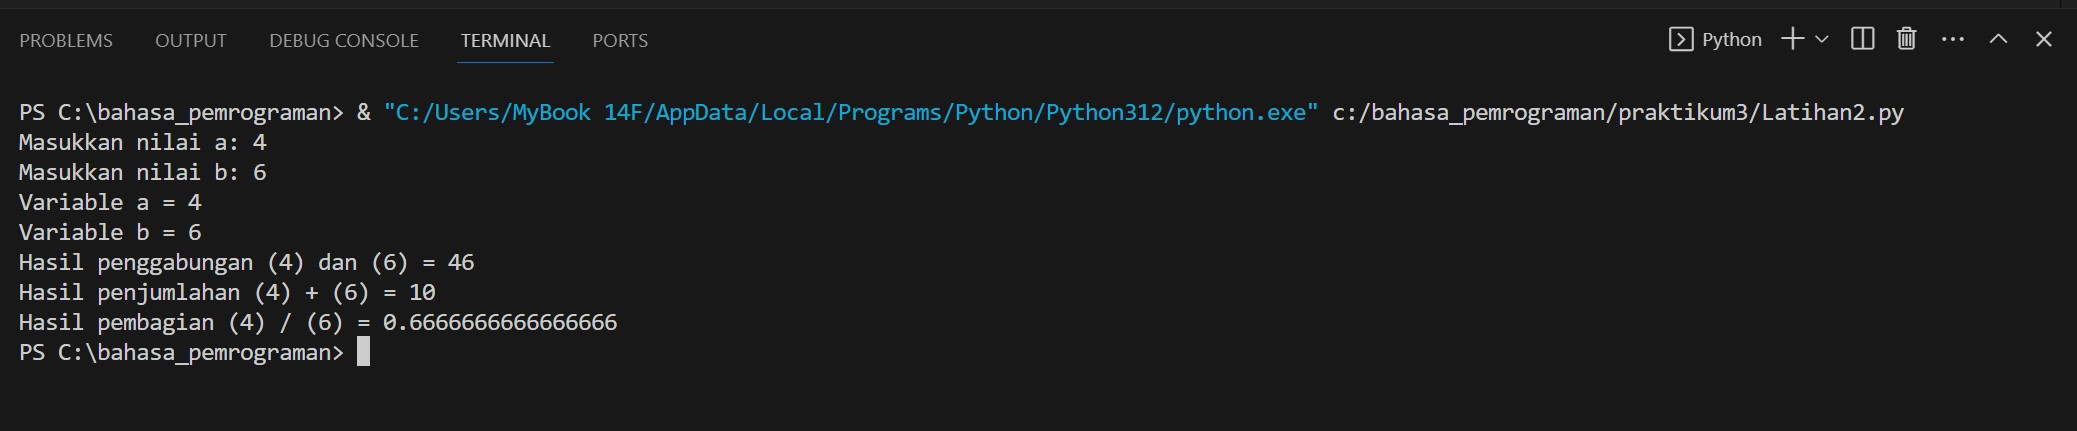 PROBLEMS OUTPUT DEBUG CONSOLE TERMINAL PORTS Python
PS C:\bahasa_pemrograman> & "C:/Users/MyBook 14F/AppData/Local/Programs/Python/Python312/python.exe" c:/bahasa_pemrograman/praktikum3/Latihan2.py
Masukkan nilai a: 4
Masukkan nilai b: 6
Variable a = 4
Variable b = 6
Hasil penggabungan (4) dan (6) = 46
Hasil penjumlahan (4) + (6) = 10
Hasil pembagian (4) / (6) = 0.6666666666666666
PS C:\bahasa_pemrograman>